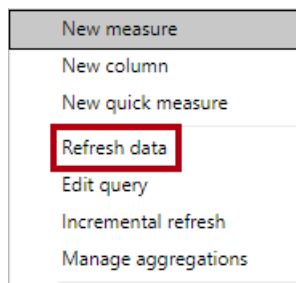 New measure
New column
New quick measure
Refresh data
Edit query
Incremental refresh
Manage aggregations